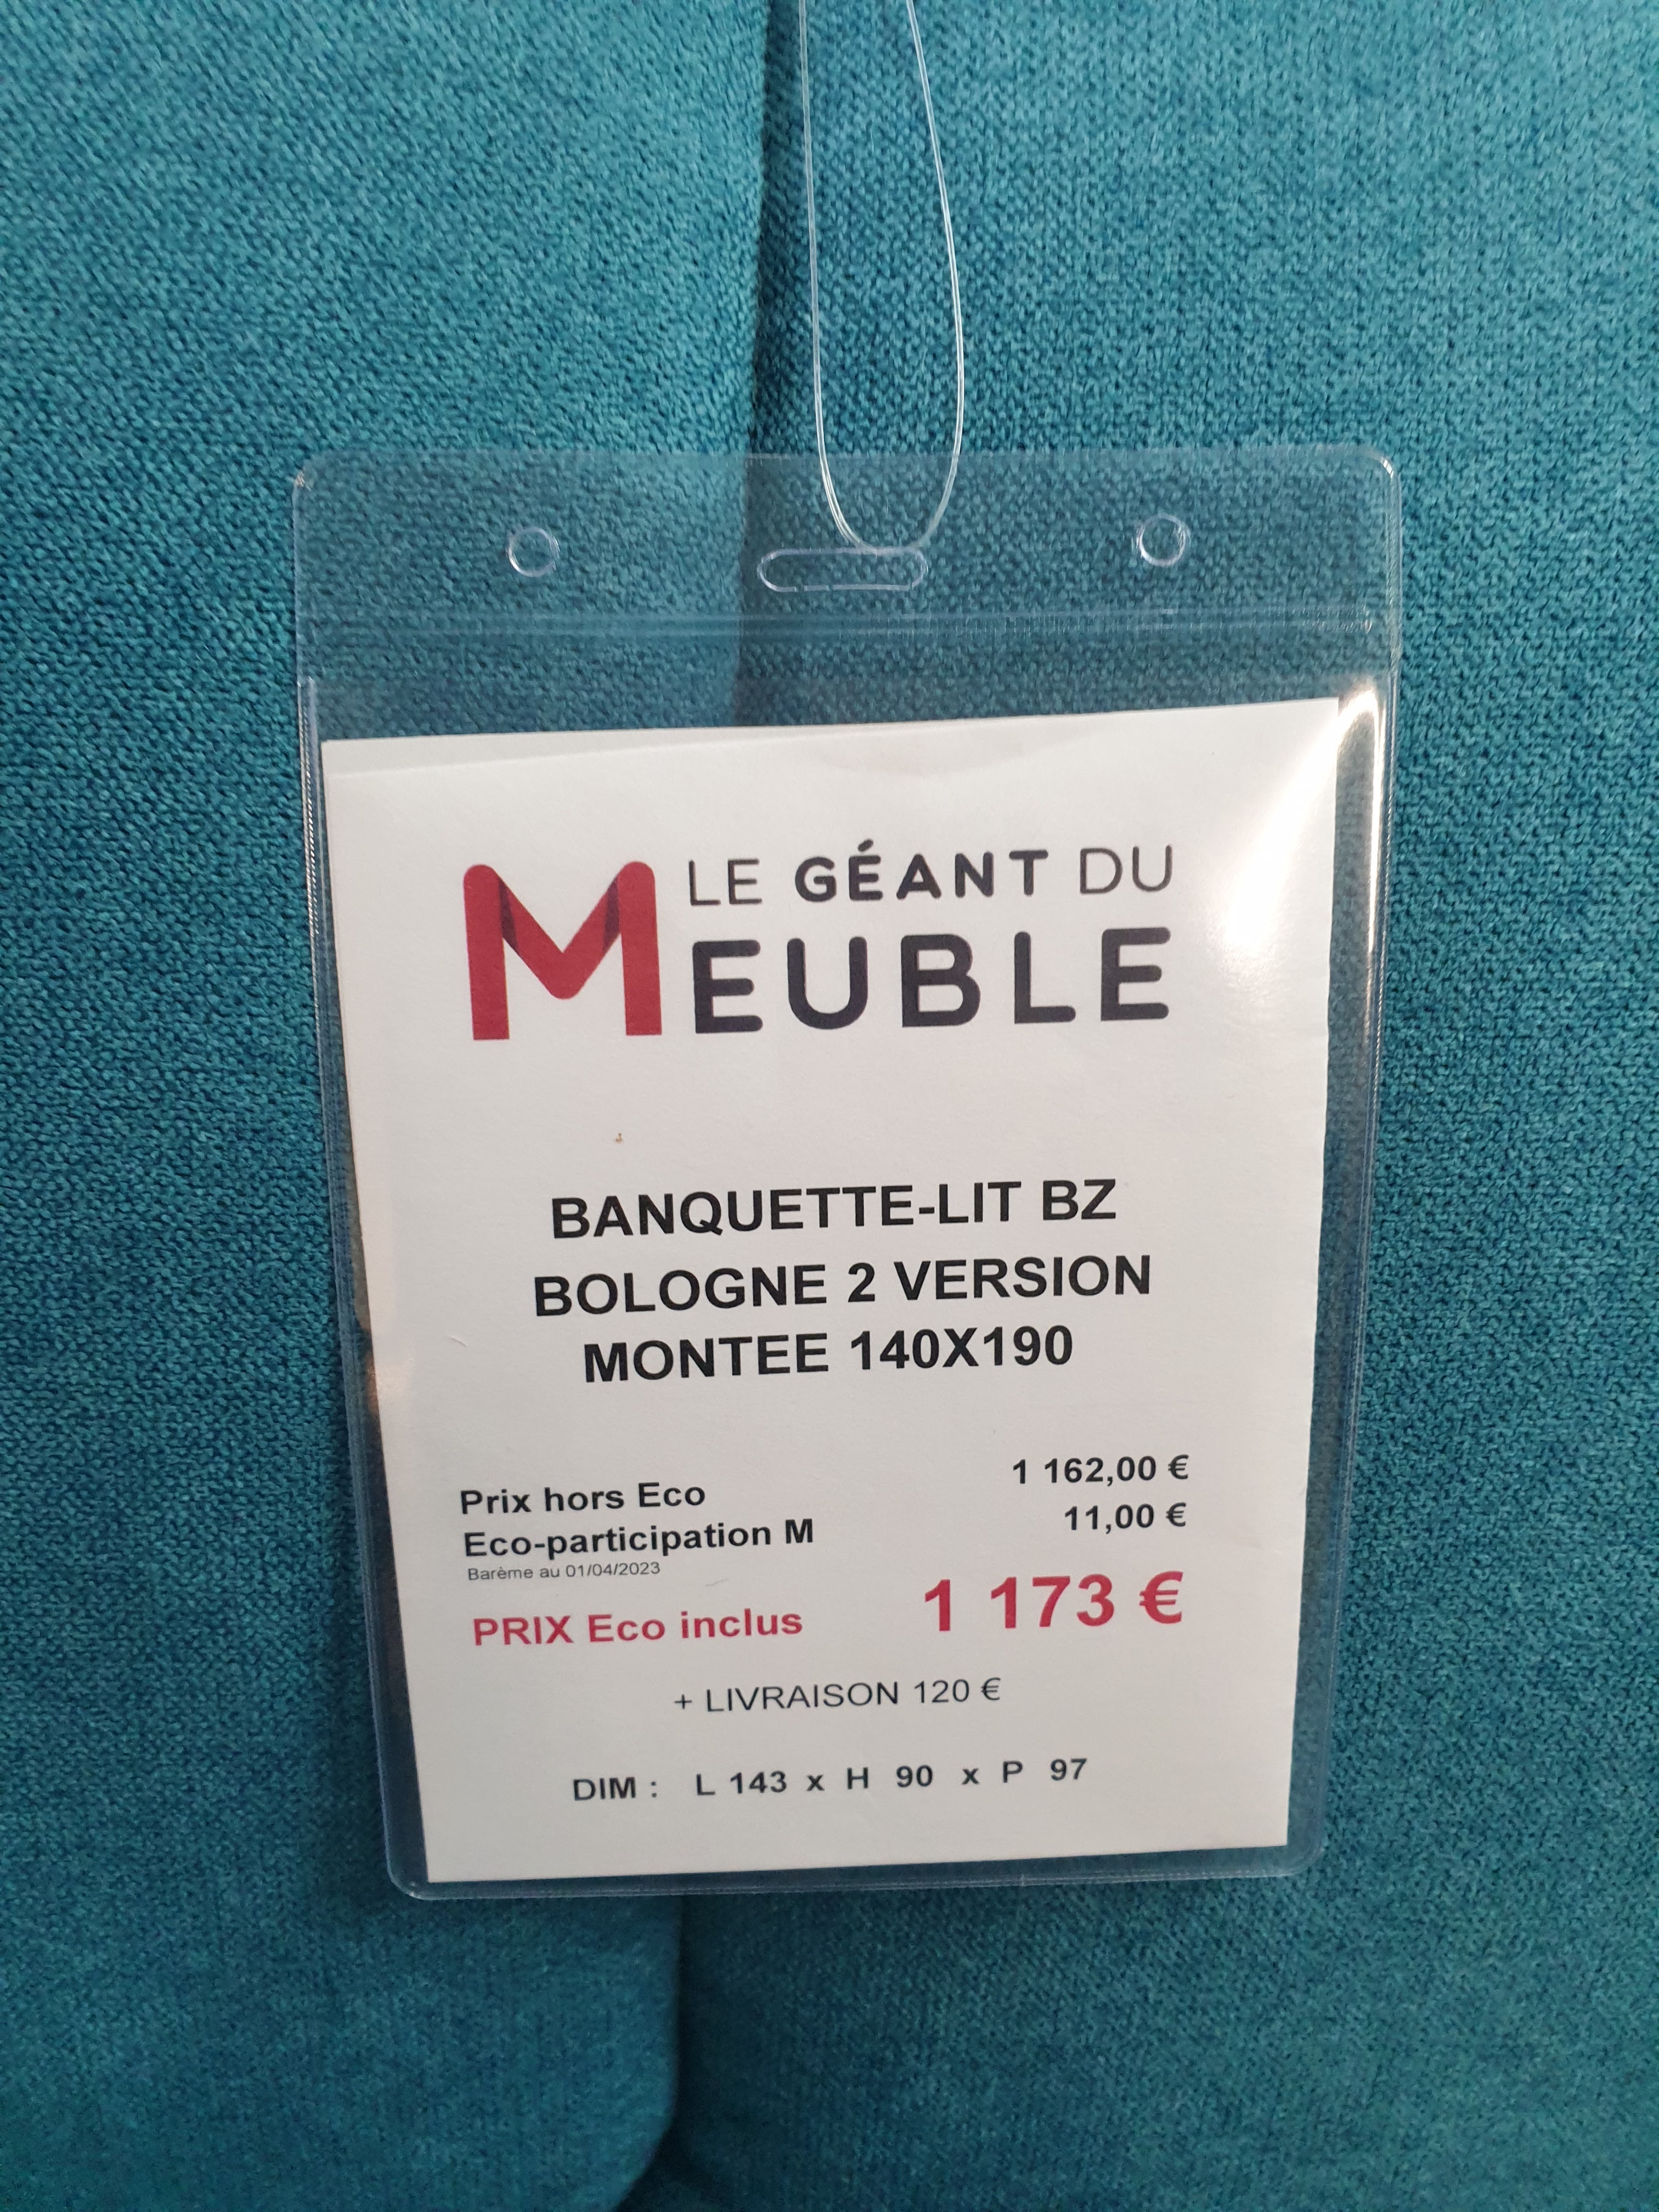 LE GÉANT DU
MEUBLE
BANQUETTE-LIT BZ
BOLOGNE 2 VERSION
MONTEE 140X190
Prix hors Eco 1 162,00 €
Eco-participation M 11,00 €
Barème au 01/04/2023
PRIX Eco inclus 1 173 €
+ LIVRAISON 120 €
DIM : L 143 x H 90 x P 97